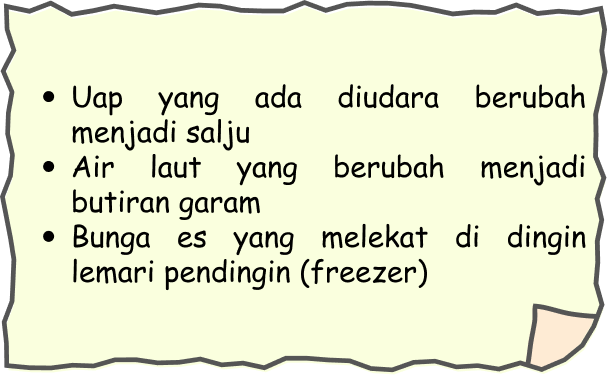 • Uap yang ada diudara berubah
menjadi salju
• Air laut yang berubah menjadi
butiran garam
• Bunga es yang melekat di dingin
lemari pendingin (freezer)